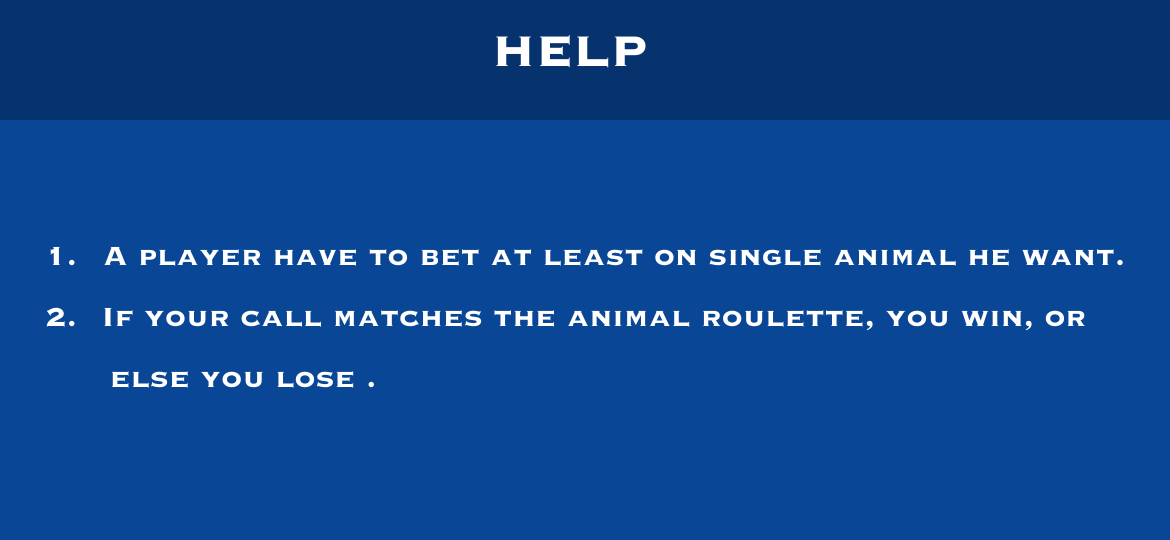 HELP
1. A PLAYER HAVE TO BET AT LEAST ON SINGLE ANIMAL HE WANT.
2. IF YOUR CALL MATCHES THE ANIMAL ROULETTE, YOU WIN, OR
ELSE YOU LOSE .